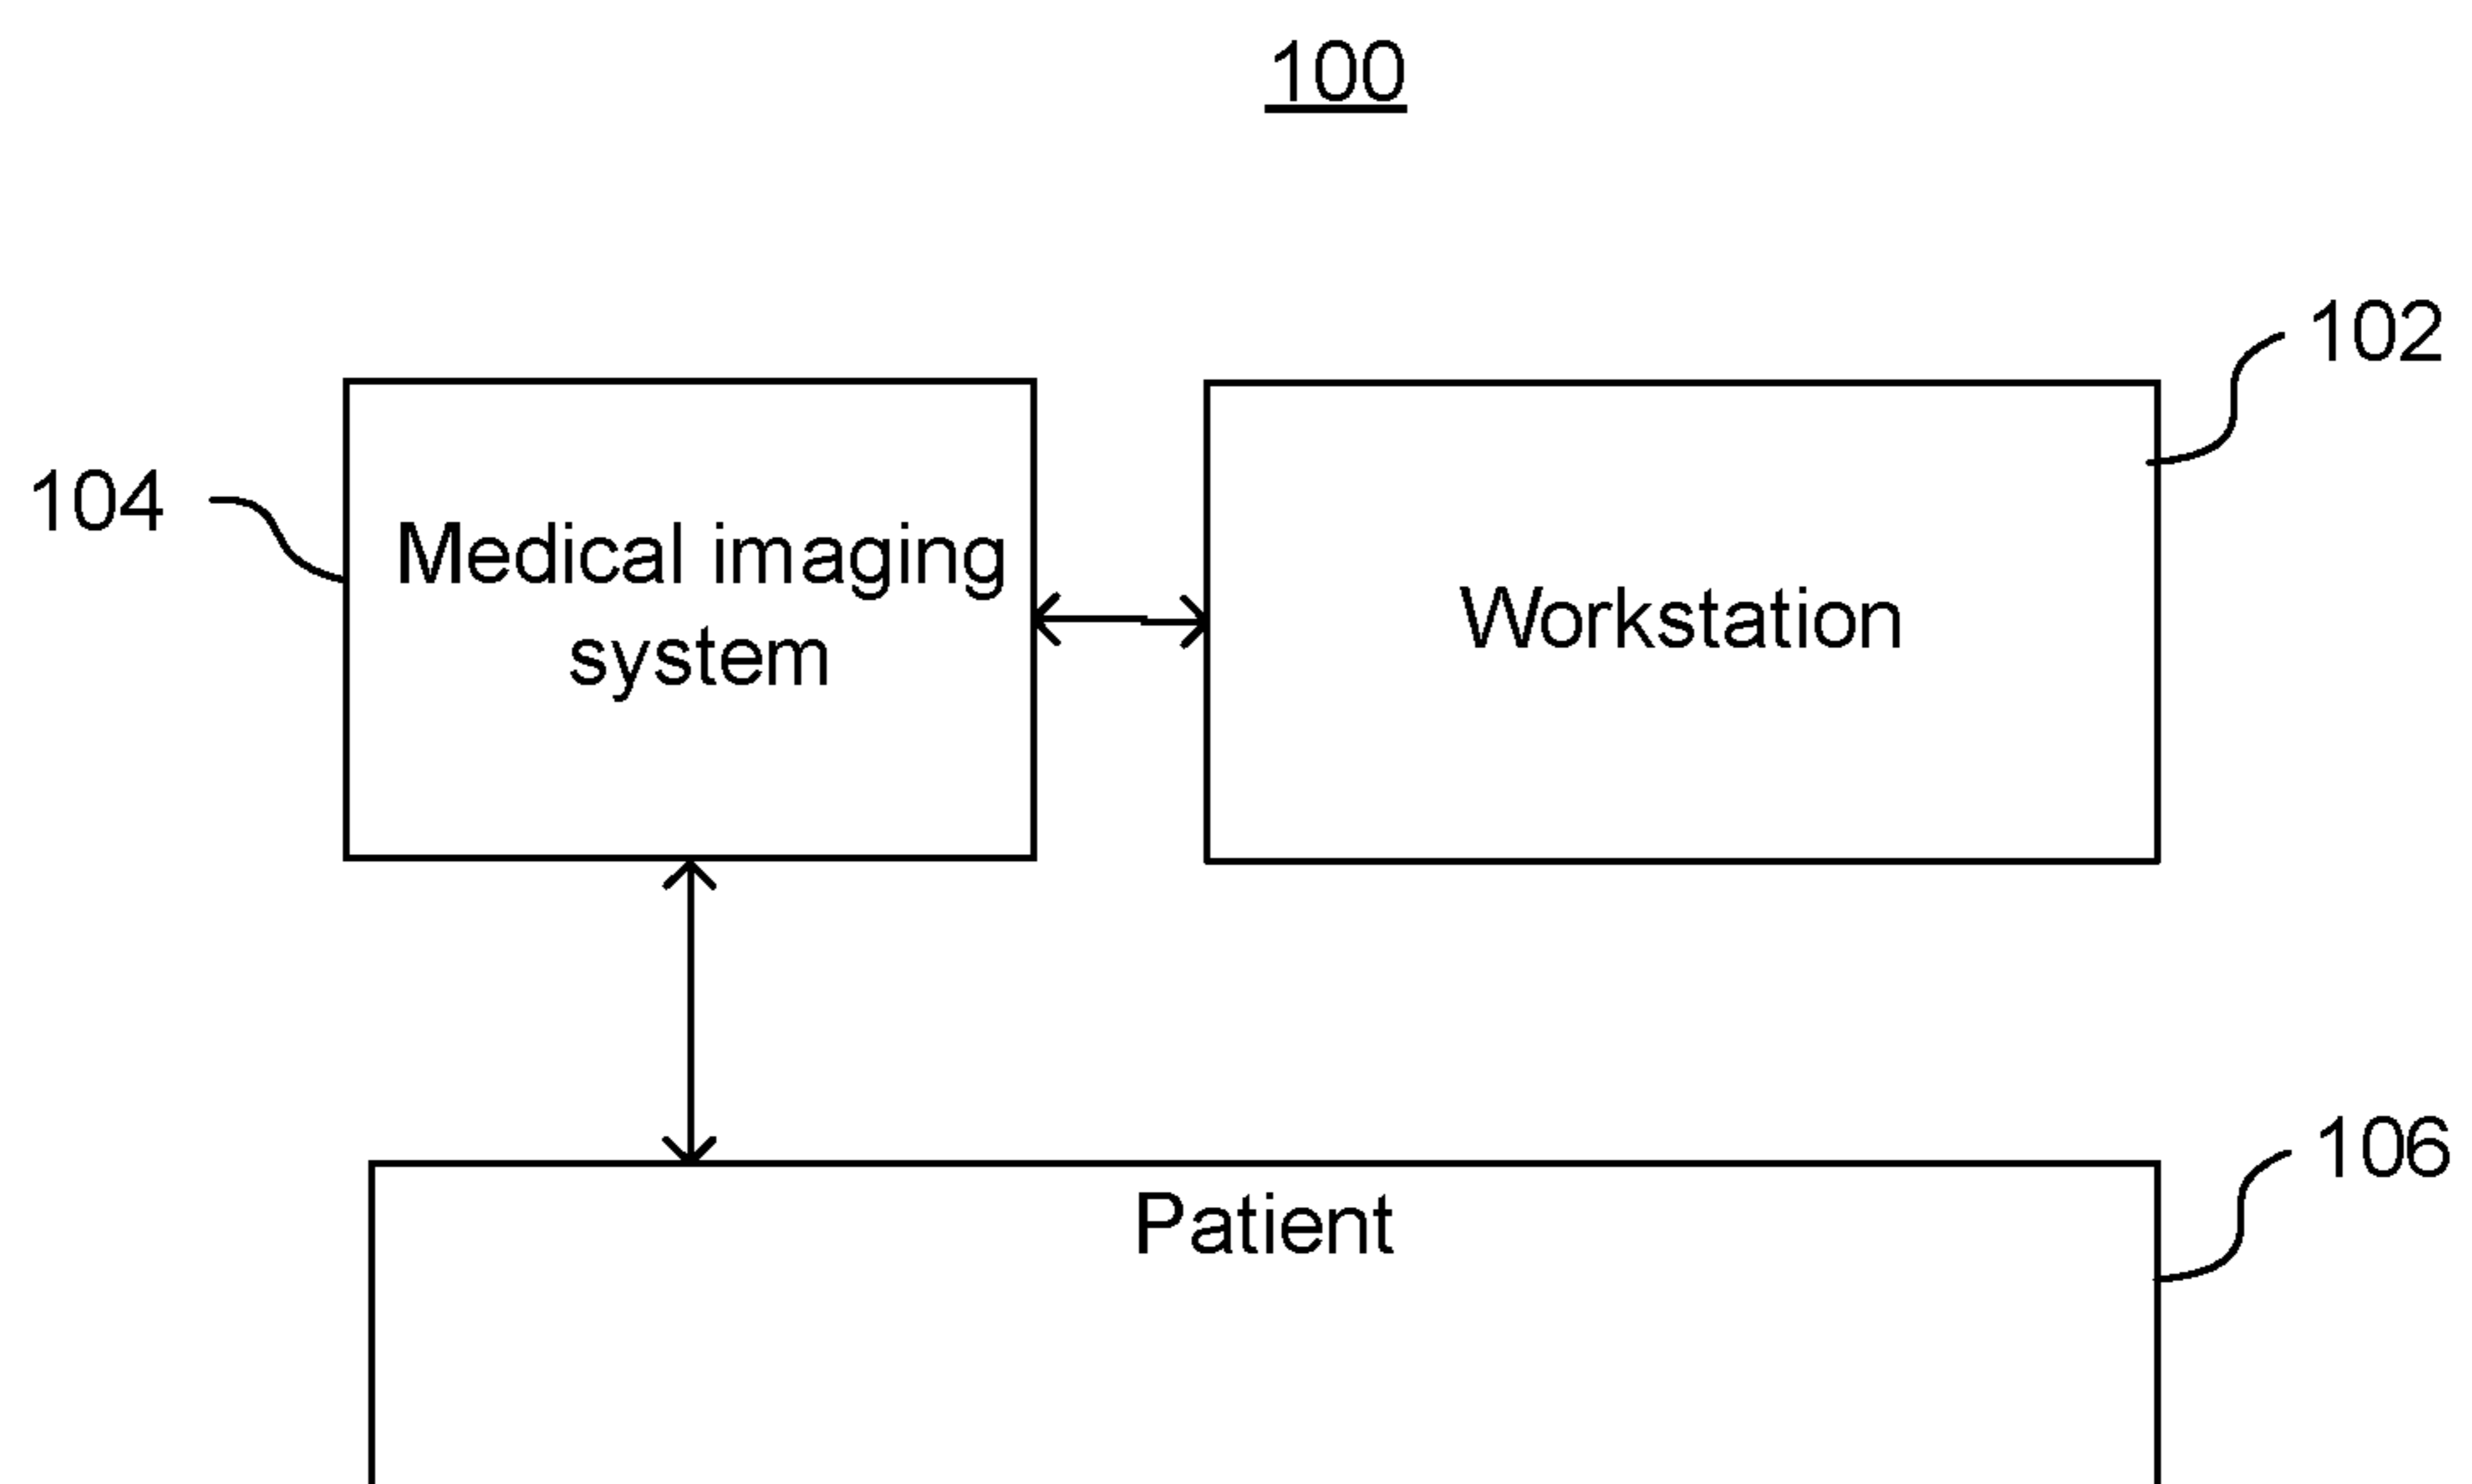 100
102
104
Medical imaging
system
Workstation
106
Patient